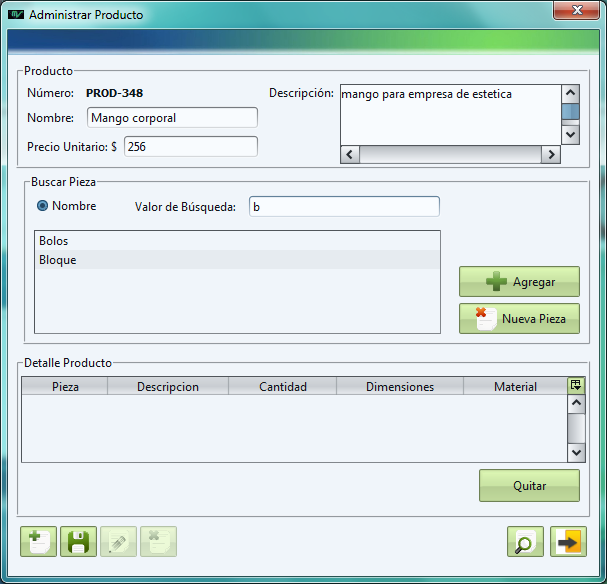 Administrar Producto
Producto
Número: PROD-348
Descripción: mango para empresa de estetica
Nombre: Mango corporal
Precio Unitario: $ 256
Buscar Pieza
Nombre Valor de Búsqueda: b
Bolos
Bloque
Agregar
Nueva Pieza
Detalle Producto
Pieza Descripcion Cantidad Dimensiones Material
Quitar